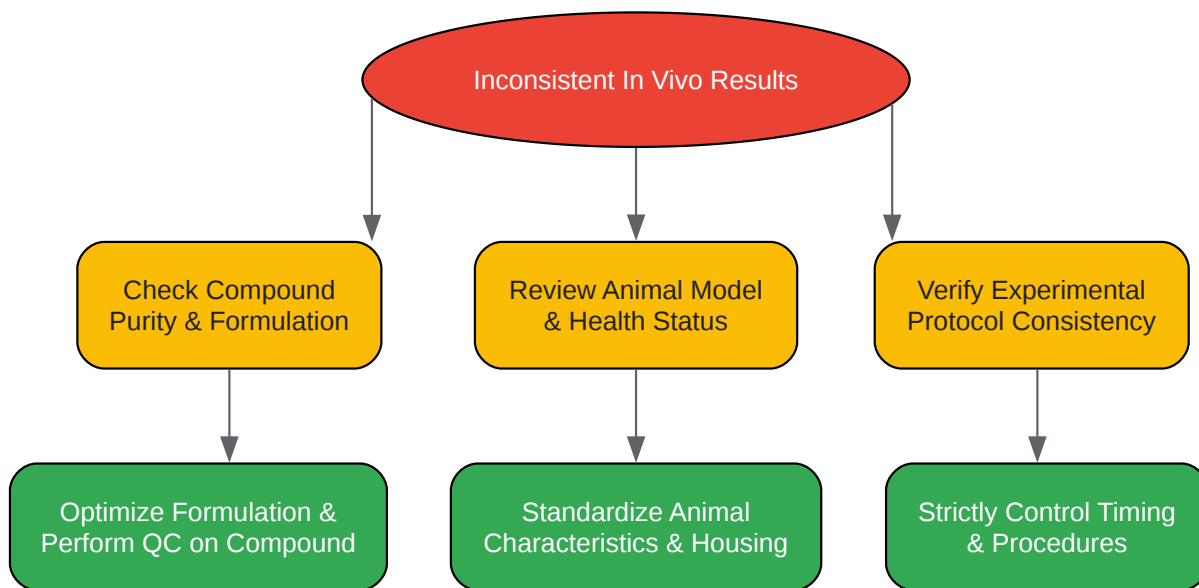 Inconsistent In Vivo Results
Check Compound
Purity & Formulation
Review Animal Model
& Health Status
Verify Experimental
Protocol Consistency
Optimize Formulation &
Perform QC on Compound
Standardize Animal
Characteristics & Housing
Strictly Control Timing
& Procedures